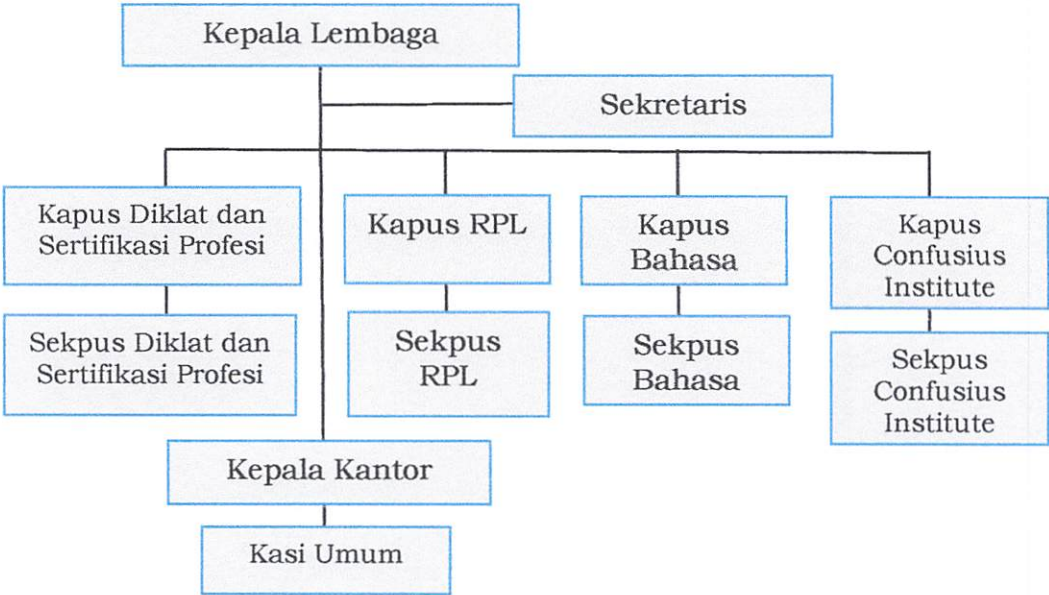 Kepala Lembaga
Sekretaris
Kapus Diklat dan
Sertifikasi Profesi
Kapus RPL
Kapus
Bahasa
Kapus
Confusius
Institute
Sekpus Diklat dan
Sertifikasi Profesi
Sekpus
RPL
Sekpus
Bahasa
Sekpus
Confusius
Institute
Kepala Kantor
Kasi Umum